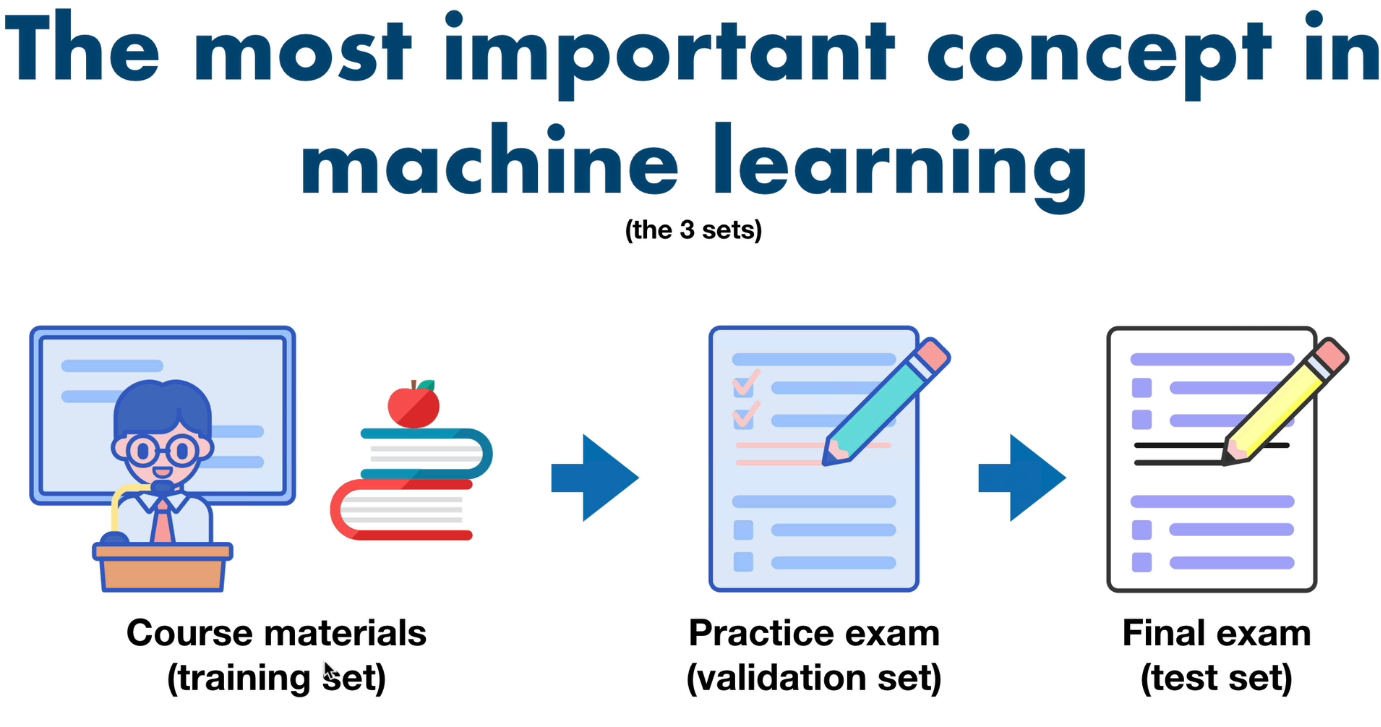 The most important concept in
machine learning
(the 3 sets)
Course materials
(training set)
Practice exam
(validation set)
Final exam
(test set)